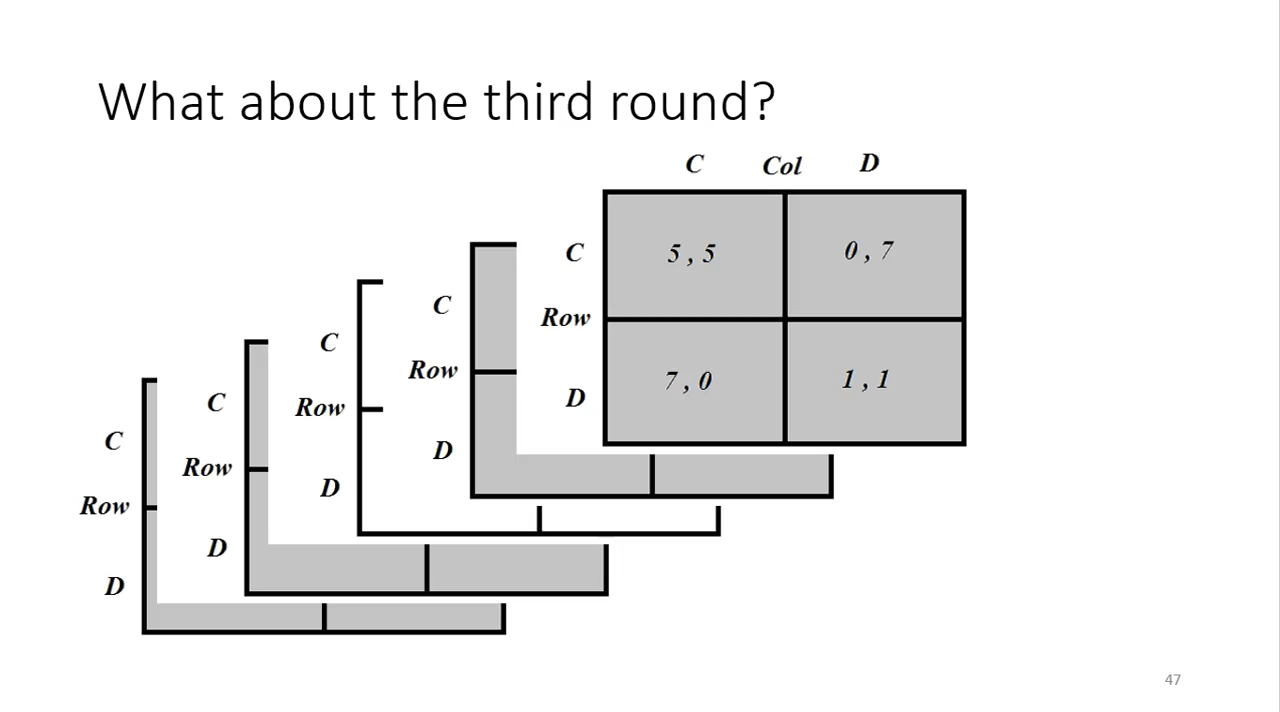 What about the third round?
C Col D
C 5 , 5 0 , 7
Row
D 7 , 0 1 , 1
C
Row
D
C
Row
D
C
Row
D
C
Row
D
47